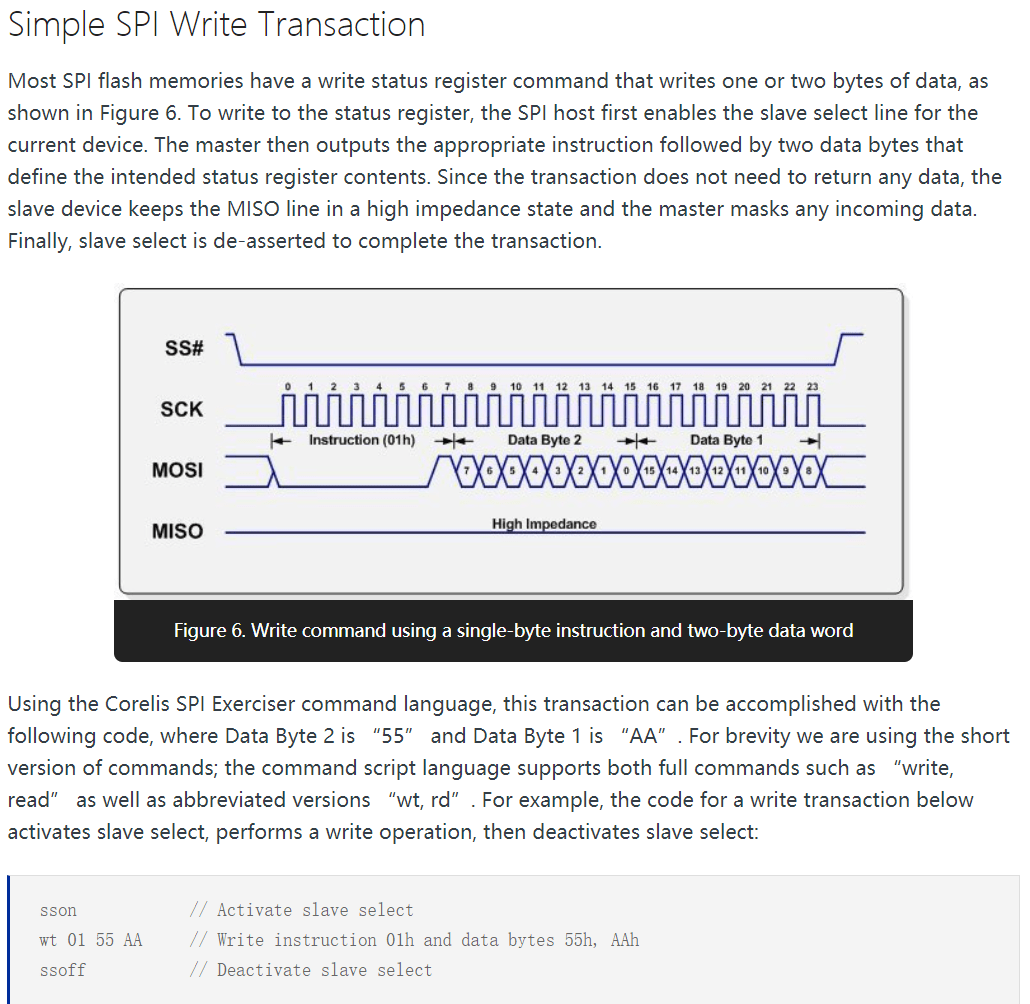 Simple SPI Write Transaction
Most SPI flash memories have a write status register command that writes one or two bytes of data, as
shown in Figure 6. To write to the status register, the SPI host first enables the slave select line for the
current device. The master then outputs the appropriate instruction followed by two data bytes that
define the intended status register contents. Since the transaction does not need to return any data, the
slave device keeps the MISO line in a high impedance state and the master masks any incoming data.
Finally, slave select is de-asserted to complete the transaction.
SS#
0 1 2 3 4 5 6 7 8 9 10 11 12 13 14 15 16 17 18 19 20 21 22 23
SCK
Instruction (01h) Data Byte 2 Data Byte 1
MOSI 7 6 5 4 3 2 1 0 15 14 13 12 11 10 9 8
High Impedance
MISO
Figure 6. Write command using a single-byte instruction and two-byte data word
Using the Corelis SPI Exerciser command language, this transaction can be accomplished with the
following code, where Data Byte 2 is “55” and Data Byte 1 is “AA” . For brevity we are using the short
version of commands; the command script language supports both full commands such as “write,
read” as well as abbreviated versions “wt, rd” . For example, the code for a write transaction below
activates slave select, performs a write operation, then deactivates slave select:
sson // Activate slave select
wt 01 55 AA // Write instruction 01h and data bytes 55h, AAh
ssoff // Deactivate slave select